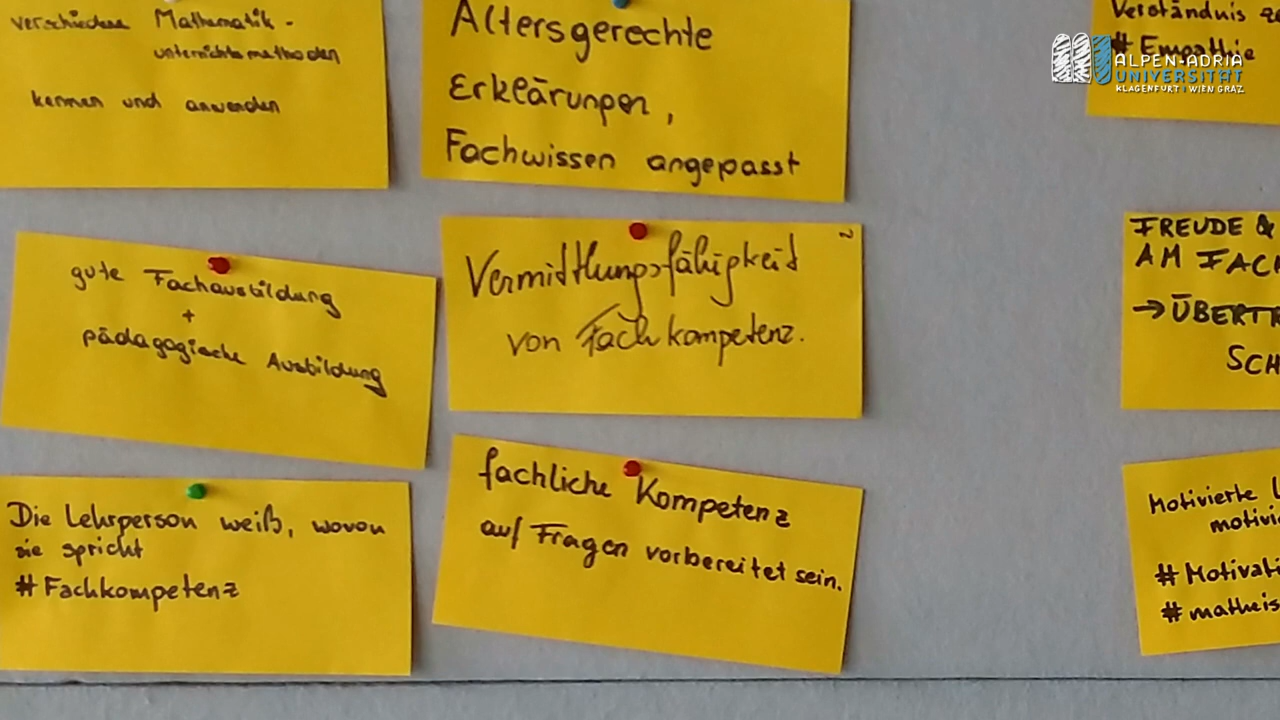 verschiedene Mathematik-
unterrichtsmethoden
kennen und anwenden
Altersgerechte
Erklärungen,
Fachwissen angepasst
Verständnis
# Empathie
ALPEN-ADRIA
UNIVERSITÄT
KLAGENFURT I WIEN GRAZ
gute Fachausbildung
+
pädagogische Ausbildung
Vermittlungsfähigkeit
von Fachkompetenz.
2
FREUDE &
AM FACH
→ ÜBERTR
SCH
Die Lehrperson weiß, wovon
sie spricht
# Fachkompetenz
fachliche Kompetenz
auf Fragen vorbereitet sein.
Motivierte
motivi
# Motivati
# matheis